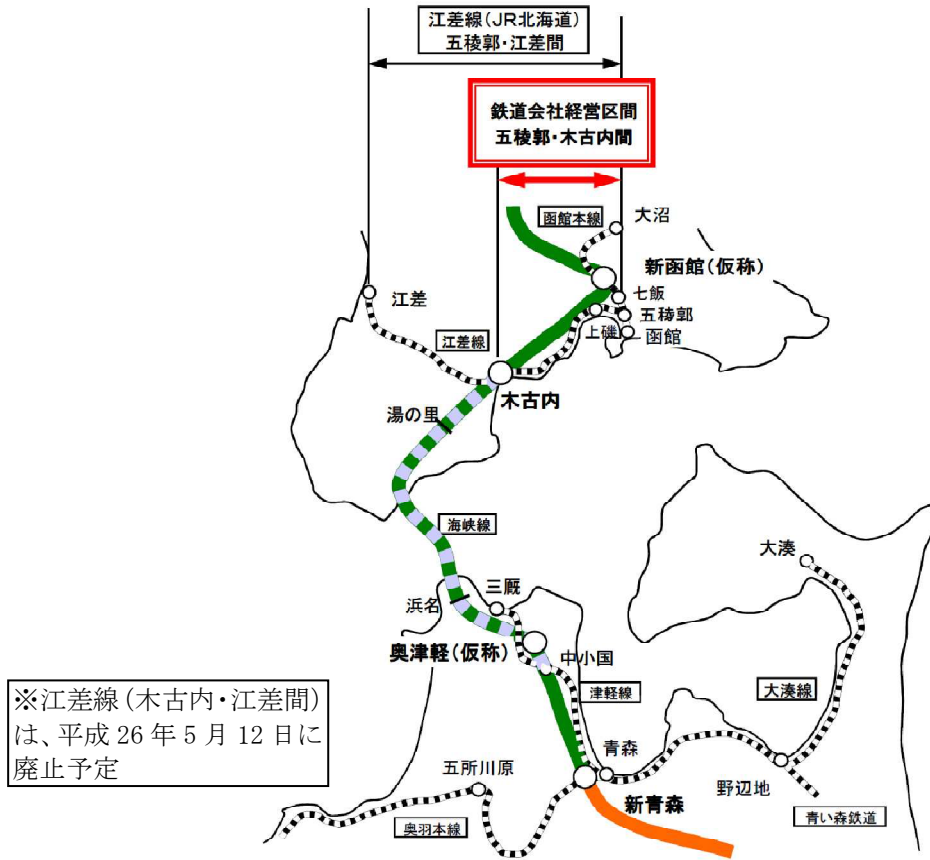 江差線(JR北海道)
五稜郭・江差間
鉄道会社経営区間
五稜郭・木古内間
函館本線
大沼
新函館(仮称)
江差
七飯
五稜郭
上磯
函館
江差線
木古内
湯の里
海峡線
大湊
三厩
浜名
奥津軽(仮称)
中小国
津軽線
大湊線
※江差線(木古内・江差間)
は、平成26年5月12日に
廃止予定
青森
五所川原
野辺地
新青森
青い森鉄道
奥羽本線